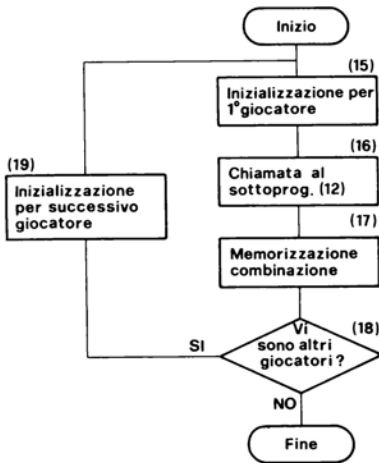 Inizio
(15)
Inizializzazione per
1° giocatore
(16)
Chiamata al
sottoprog. (12)
(19)
Inizializzazione
per successivo
giocatore
(17)
Memorizzazione
combinazione
(18)
Vi
sono altri
giocatori ?
SI
NO
Fine